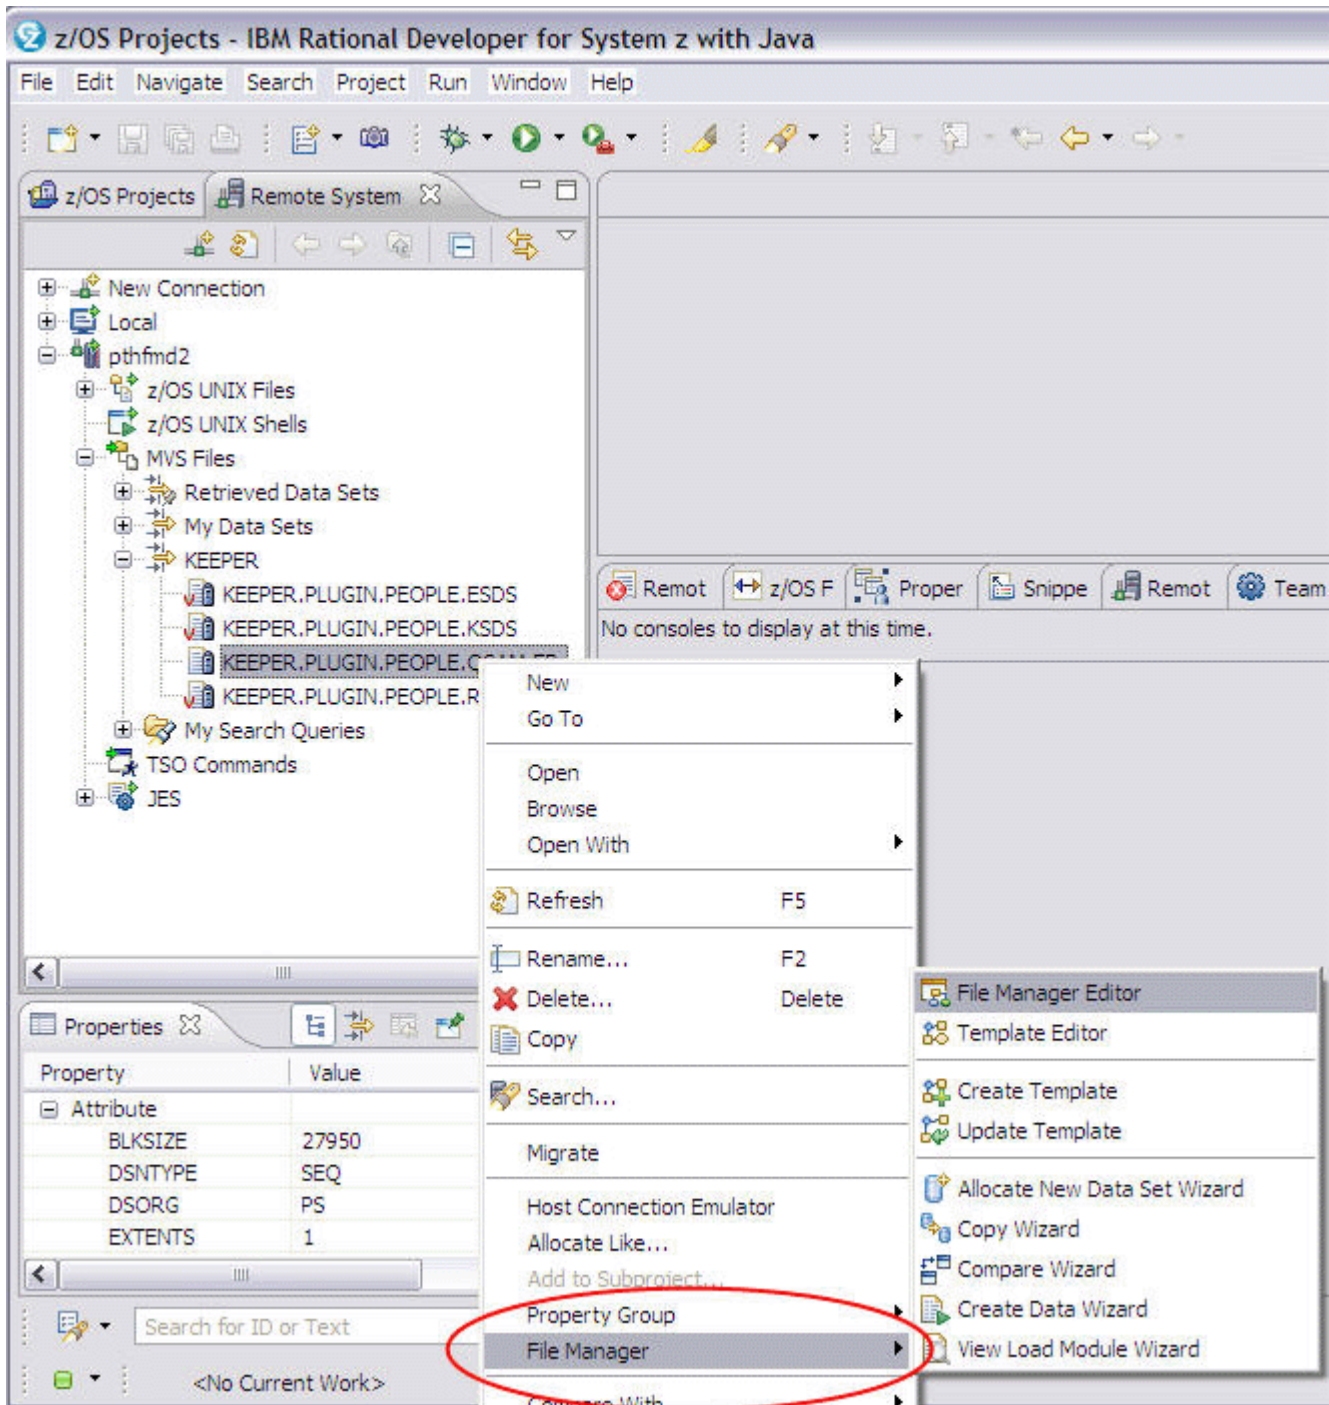 z/OS Projects - IBM Rational Developer for System z with Java
File Edit Navigate Search Project Run Window Help
z/OS Projects Remote System
New Connection
Local
pthfmd2
z/OS UNIX Files
z/OS UNIX Shells
MVS Files
Retrieved Data Sets
My Data Sets
KEEPER
KEEPER.PLUGIN.PEOPLE.ESDS
KEEPER.PLUGIN.PEOPLE.KSDS
KEEPER.PLUGIN.PEOPLE.QSAM.FB
KEEPER.PLUGIN.PEOPLE.R
My Search Queries
TSO Commands
JES
Remot z/OS F Proper Snippe Remot Team
No consoles to display at this time.
New
Go To
Open
Browse
Open With
Refresh F5
Rename... F2
Delete... Delete
Copy
Search...
Migrate
Host Connection Emulator
Allocate Like...
Add to Subproject...
Property Group
File Manager
Compare With
File Manager Editor
Template Editor
Create Template
Update Template
Allocate New Data Set Wizard
Copy Wizard
Compare Wizard
Create Data Wizard
View Load Module Wizard
Properties
Property Value
Attribute
BLKSIZE 27950
DSNTYPE SEQ
DSORG PS
EXTENTS 1
Search for ID or Text
<No Current Work>